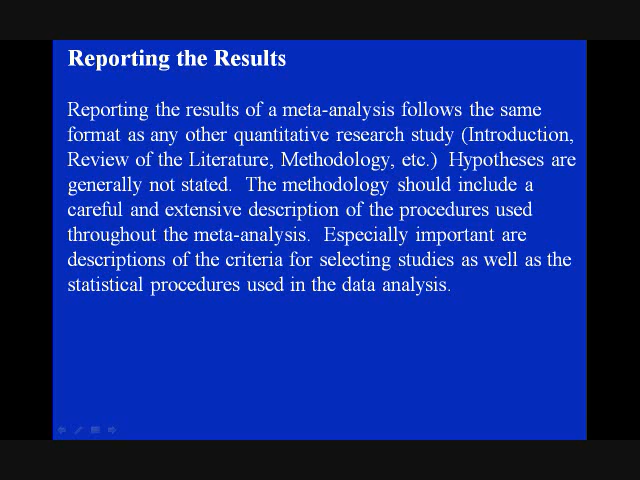 Reporting the Results
Reporting the results of a meta-analysis follows the same
format as any other quantitative research study (Introduction,
Review of the Literature, Methodology, etc.)  Hypotheses are
generally not stated.  The methodology should include a
careful and extensive description of the procedures used
throughout the meta-analysis.  Especially important are
descriptions of the criteria for selecting studies as well as the
statistical procedures used in the data analysis.